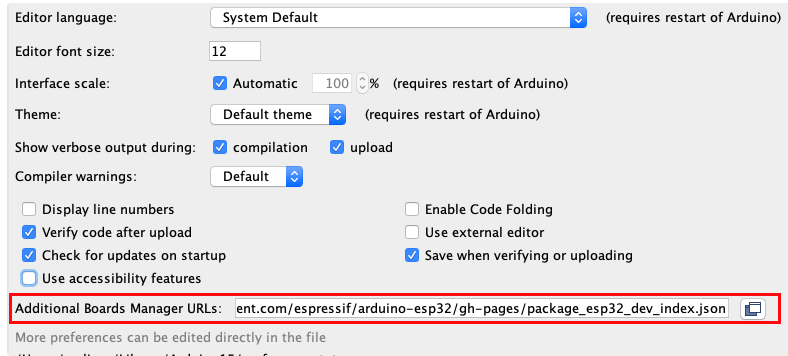 Editor language: System Default (requires restart of Arduino)
Editor font size: 12
Interface scale: Automatic 100 % (requires restart of Arduino)
Theme: Default theme (requires restart of Arduino)
Show verbose output during: compilation upload
Compiler warnings: Default
Display line numbers Enable Code Folding
Verify code after upload Use external editor
Check for updates on startup Save when verifying or uploading
Use accessibility features
Additional Boards Manager URLs: ent.com/espressif/arduino-esp32/gh-pages/package_esp32_dev_index.json
More preferences can be edited directly in the file